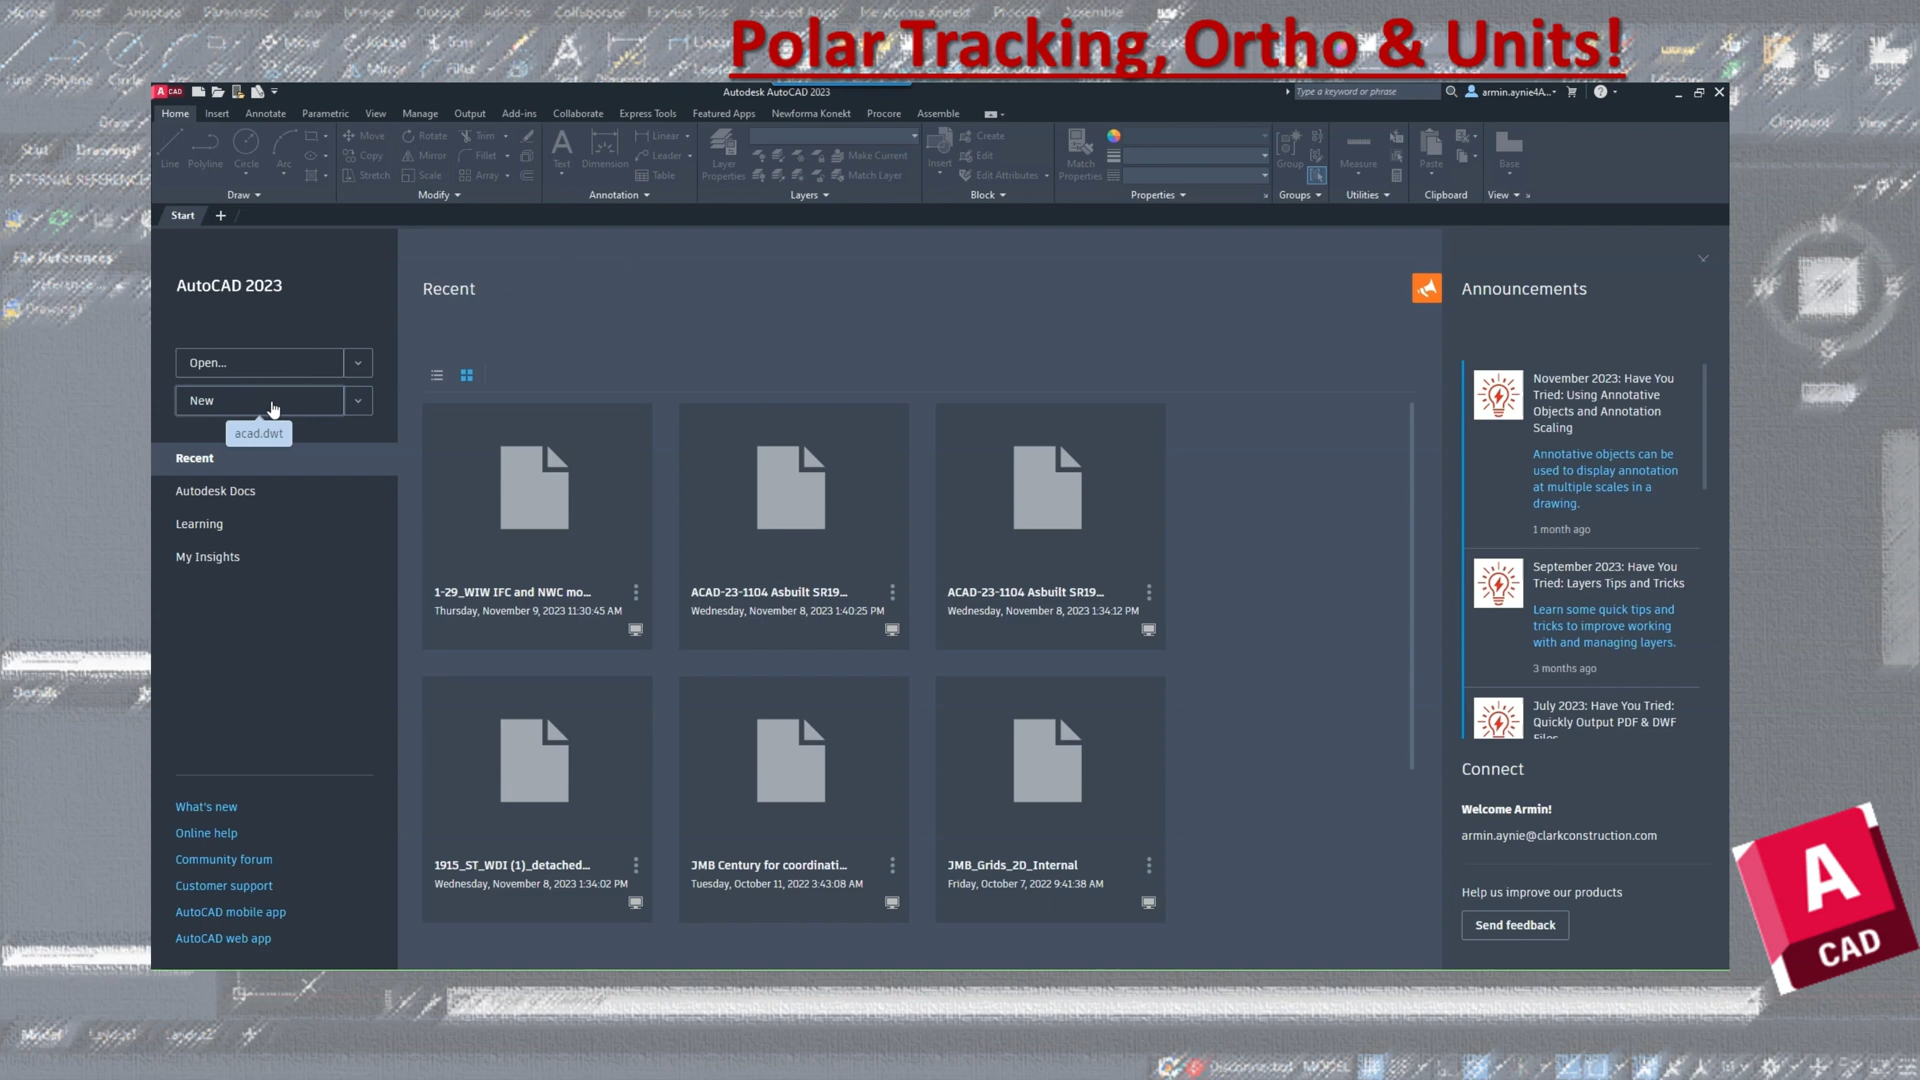 Polar Tracking, Ortho & Units!
A CAD
Autodesk AutoCAD 2023
Type a keyword or phrase
armin.aynie4A...
Home Insert Annotate Parametric View Manage Output Add-ins Collaborate Express Tools Featured Apps Newforma Konekt Procore Assemble
Line Polyline Circle Arc
Move Rotate Trim
Copy Mirror Fillet
Stretch Scale Array
Text Dimension
Linear
Leader
Table
Layer Properties
Make Current
Match Layer
Insert
Create
Edit
Edit Attributes
Match Properties
Group
Measure
Paste
Base
Draw Modify Annotation Layers Block Properties Groups Utilities Clipboard View
Start
AutoCAD 2023
Open...
New
acad.dwt
Recent
Autodesk Docs
Learning
My Insights
What's new
Online help
Community forum
Customer support
AutoCAD mobile app
AutoCAD web app
Recent
1-29_WIW IFC and NWC mo...
Thursday, November 9, 2023 11:30:45 AM
ACAD-23-1104 Asbuilt SR19...
Wednesday, November 8, 2023 1:40:25 PM
ACAD-23-1104 Asbuilt SR19...
Wednesday, November 8, 2023 1:34:12 PM
1915_ST_WDI (1)_detached...
Wednesday, November 8, 2023 1:34:02 PM
JMB Century for coordinati...
Tuesday, October 11, 2022 3:43:08 AM
JMB_Grids_2D_Internal
Friday, October 7, 2022 9:41:38 AM
Announcements
November 2023: Have You
Tried: Using Annotative
Objects and Annotation
Scaling
Annotative objects can be
used to display annotation
at multiple scales in a
drawing.
1 month ago
September 2023: Have You
Tried: Layers Tips and Tricks
Learn some quick tips and
tricks to improve working
with and managing layers.
3 months ago
July 2023: Have You Tried:
Quickly Output PDF & DWF
Files
Connect
Welcome Armin!
armin.aynie@clarkconstruction.com
Help us improve our products
Send feedback
A
CAD